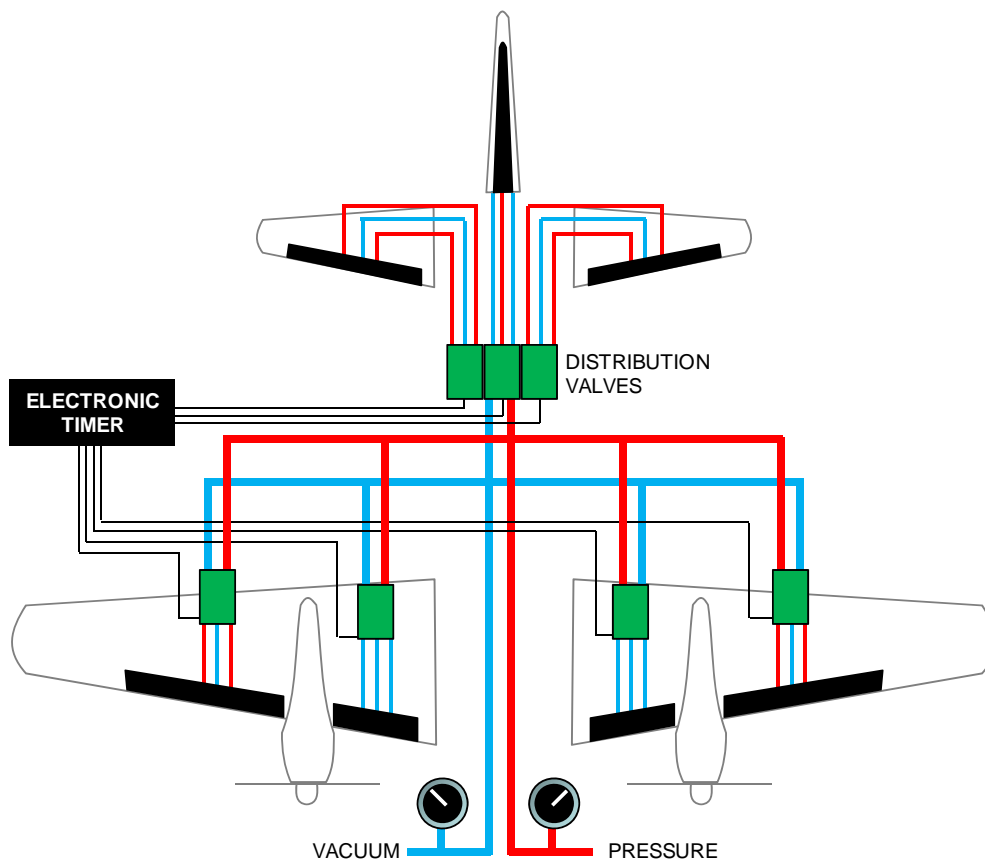 DISTRIBUTION
VALVES
ELECTRONIC
TIMER
VACUUM
PRESSURE